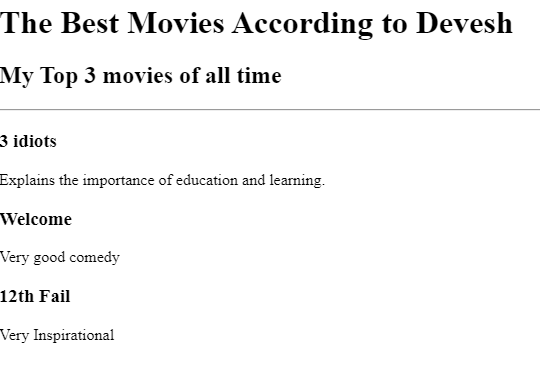 The Best Movies According to Devesh
My Top 3 movies of all time
3 idiots
Explains the importance of education and learning.
Welcome
Very good comedy
12th Fail
Very Inspirational